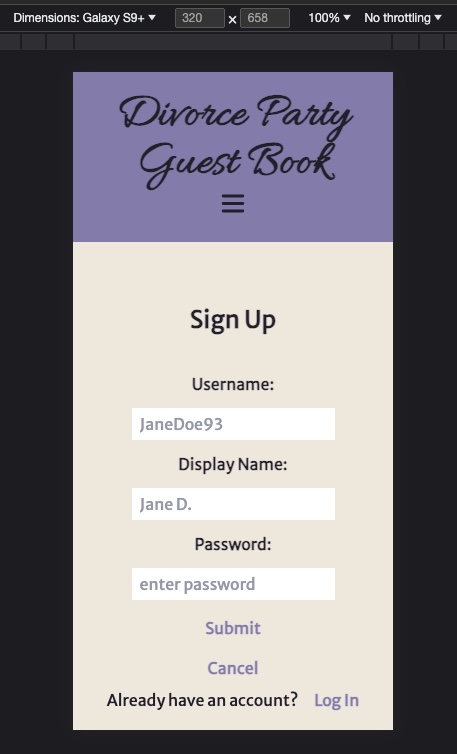 Dimensions: Galaxy S9+ ▼ 320 × 658 100% ▼ No throttling ▼
Divorce Party
Guest Book
Sign Up
Username:
JaneDoe93
Display Name:
Jane D.
Password:
enter password
Submit
Cancel
Already have an account? Log In